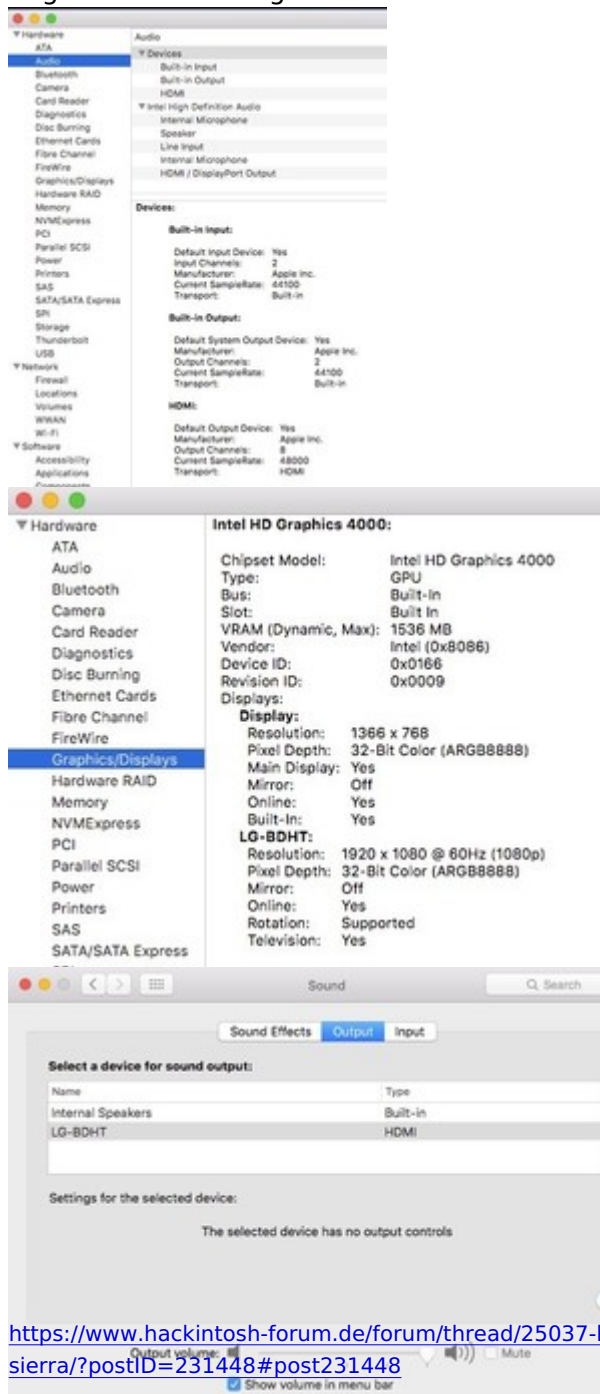 Hardware
ATA
Audio
Bluetooth
Camera
Card Reader
Diagnostics
Disc Burning
Ethernet Cards
Fibre Channel
FireWire
Graphics/Displays
Hardware RAID
Memory
NVMExpress
PCI
Parallel SCSI
Power
Printers
SAS
SATA/SATA Express
SPI
Storage
Thunderbolt
USB
Network
Firewall
Locations
Volumes
WWAN
Wi-Fi
Software
Accessibility
Applications
Audio
Devices
Built-in Input
Built-in Output
HDMI
Intel High Definition Audio
Internal Microphone
Speaker
Line Input
Internal Microphone
HDMI / DisplayPort Output
Devices:
Built-in Input:
Default Input Device: Yes
Input Channels: 2
Manufacturer: Apple Inc.
Current SampleRate: 44100
Transport: Built-in
Built-in Output:
Default System Output Device: Yes
Manufacturer: Apple Inc.
Output Channels: 2
Current SampleRate: 44100
Transport: Built-in
HDMI:
Default Output Device: Yes
Manufacturer: Apple Inc.
Output Channels: 8
Current SampleRate: 48000
Transport: HDMI
Hardware
ATA
Audio
Bluetooth
Camera
Card Reader
Diagnostics
Disc Burning
Ethernet Cards
Fibre Channel
FireWire
Graphics/Displays
Hardware RAID
Memory
NVMExpress
PCI
Parallel SCSI
Power
Printers
SAS
SATA/SATA Express
Intel HD Graphics 4000:
Chipset Model: Intel HD Graphics 4000
Type: GPU
Bus: Built-In
Slot: Built In
VRAM (Dynamic, Max): 1536 MB
Vendor: Intel (0x8086)
Device ID: 0x0166
Revision ID: 0x0009
Displays:
Display:
Resolution: 1366 x 768
Pixel Depth: 32-Bit Color (ARGB8888)
Main Display: Yes
Mirror: Off
Online: Yes
Built-In: Yes
LG-BDHT:
Resolution: 1920 x 1080 @ 60Hz (1080p)
Pixel Depth: 32-Bit Color (ARGB8888)
Mirror: Off
Online: Yes
Rotation: Supported
Television: Yes
Sound
Search
Sound Effects Output Input
Select a device for sound output:
Name Type
Internal Speakers Built-in
LG-BDHT HDMI
Settings for the selected device:
The selected device has no output controls
https://www.hackintosh-forum.de/forum/thread/25037-
sierra/?postID=231448#post231448
Output volume: Mute
Show volume in menu bar